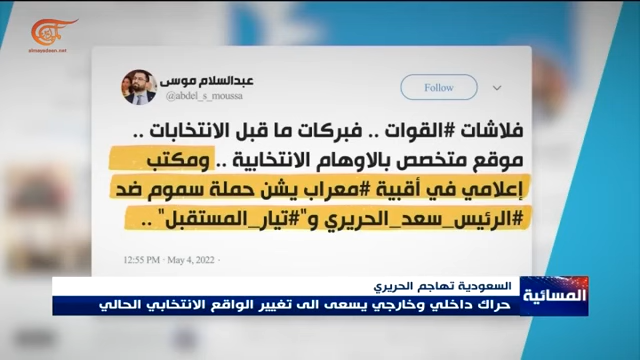 almayadeen.net
عبدالسلام موسى
@abdel_s_moussa
Follow
فلاشات #القوات .. فبركات ما قبل الانتخابات ..
موقع متخصص بالاوهام الانتخابية .. ومكتب
إعلامي في أقبية #معراب يشن حملة سموم ضد
#الرئيس_سعد_الحريري و"#تيار_المستقبل" ..
12:55 PM · May 4, 2022
السعودية تهاجم الحريري
المسائية
حراك داخلي وخارجي يسعى الى تغيير الواقع الانتخابي الحالي